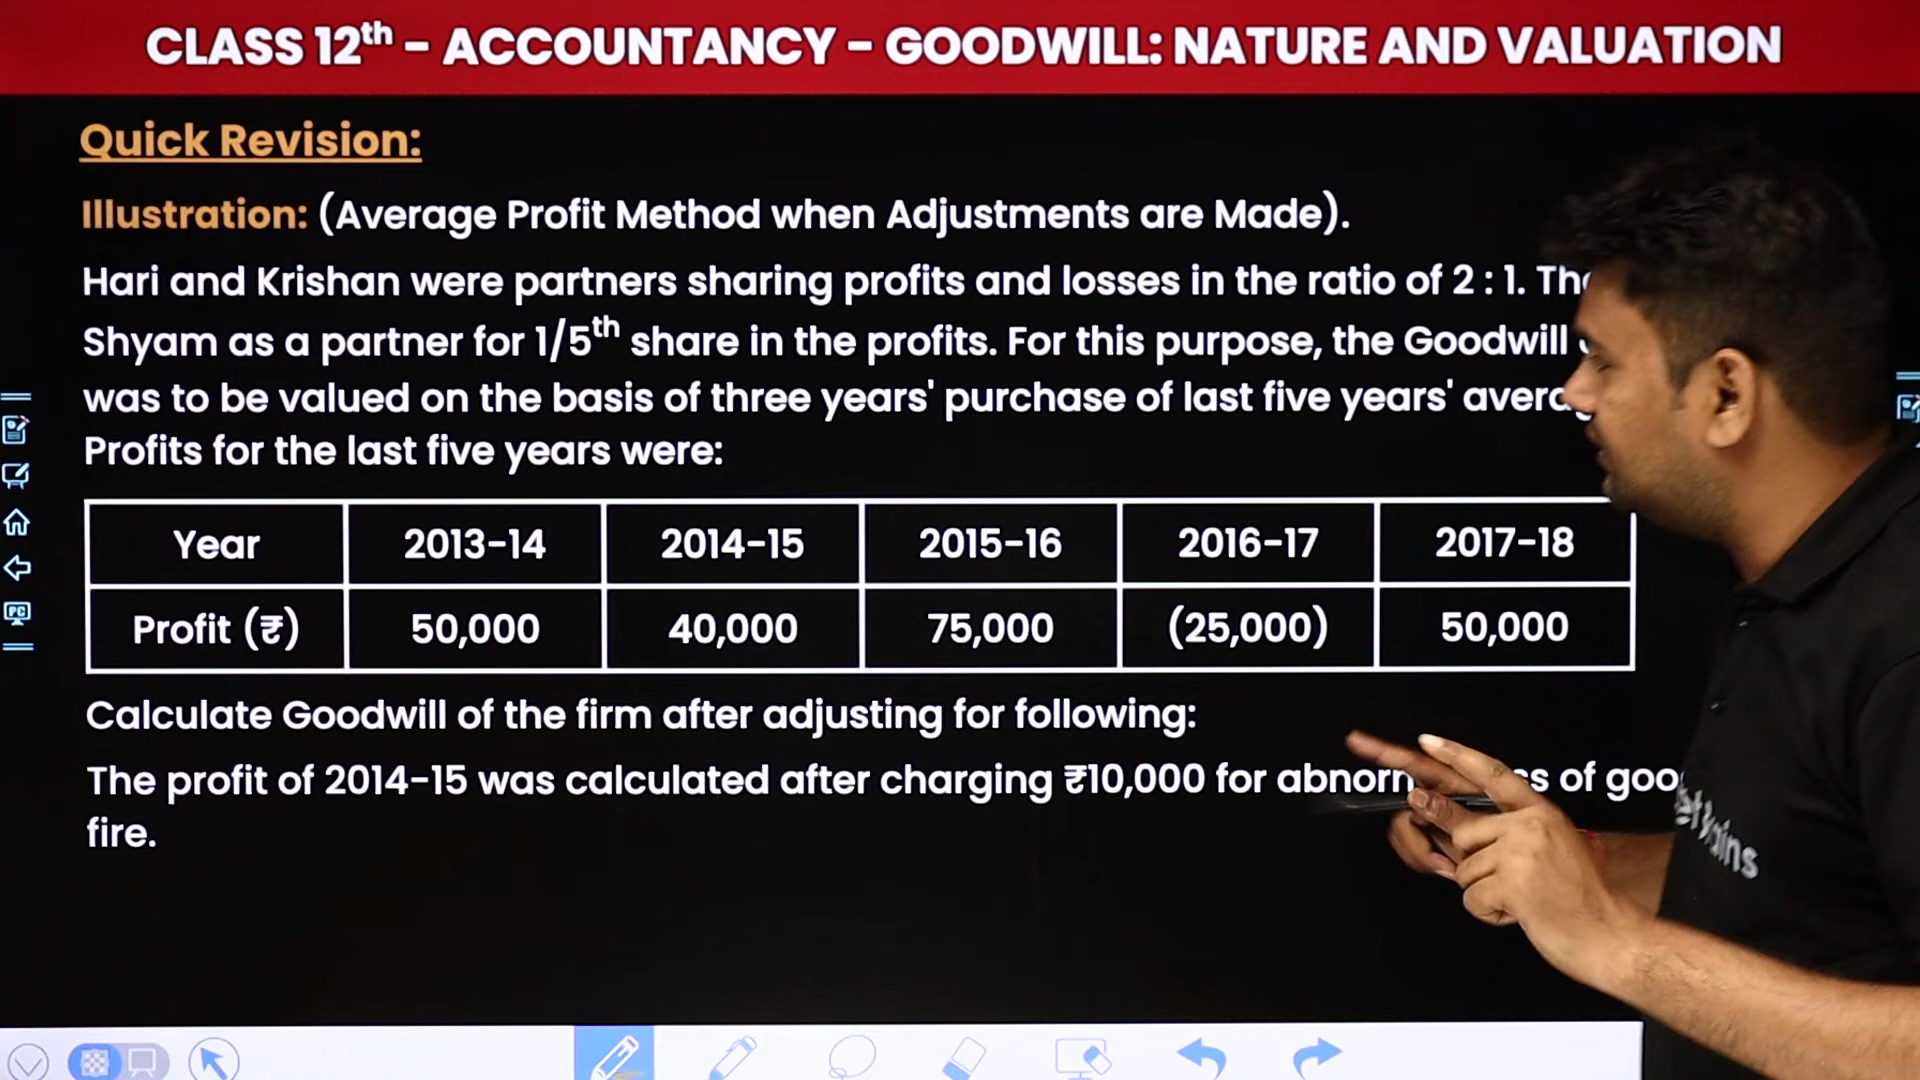 CLASS 12th - ACCOUNTANCY - GOODWILL: NATURE AND VALUATION
Quick Revision:
Illustration: (Average Profit Method when Adjustments are Made).
Hari and Krishan were partners sharing profits and losses in the ratio of 2 : 1.
Shyam as a partner for 1/5th share in the profits. For this purpose, the Goodwill
was to be valued on the basis of three years' purchase of last five years'
Profits for the last five years were:
Year 2013-14 2014-15 2015-16 2016-17 2017-18
Profit (₹) 50,000 40,000 75,000 (25,000) 50,000
Calculate Goodwill of the firm after adjusting for following:
The profit of 2014-15 was calculated after charging ₹10,000 for of
fire.
PC